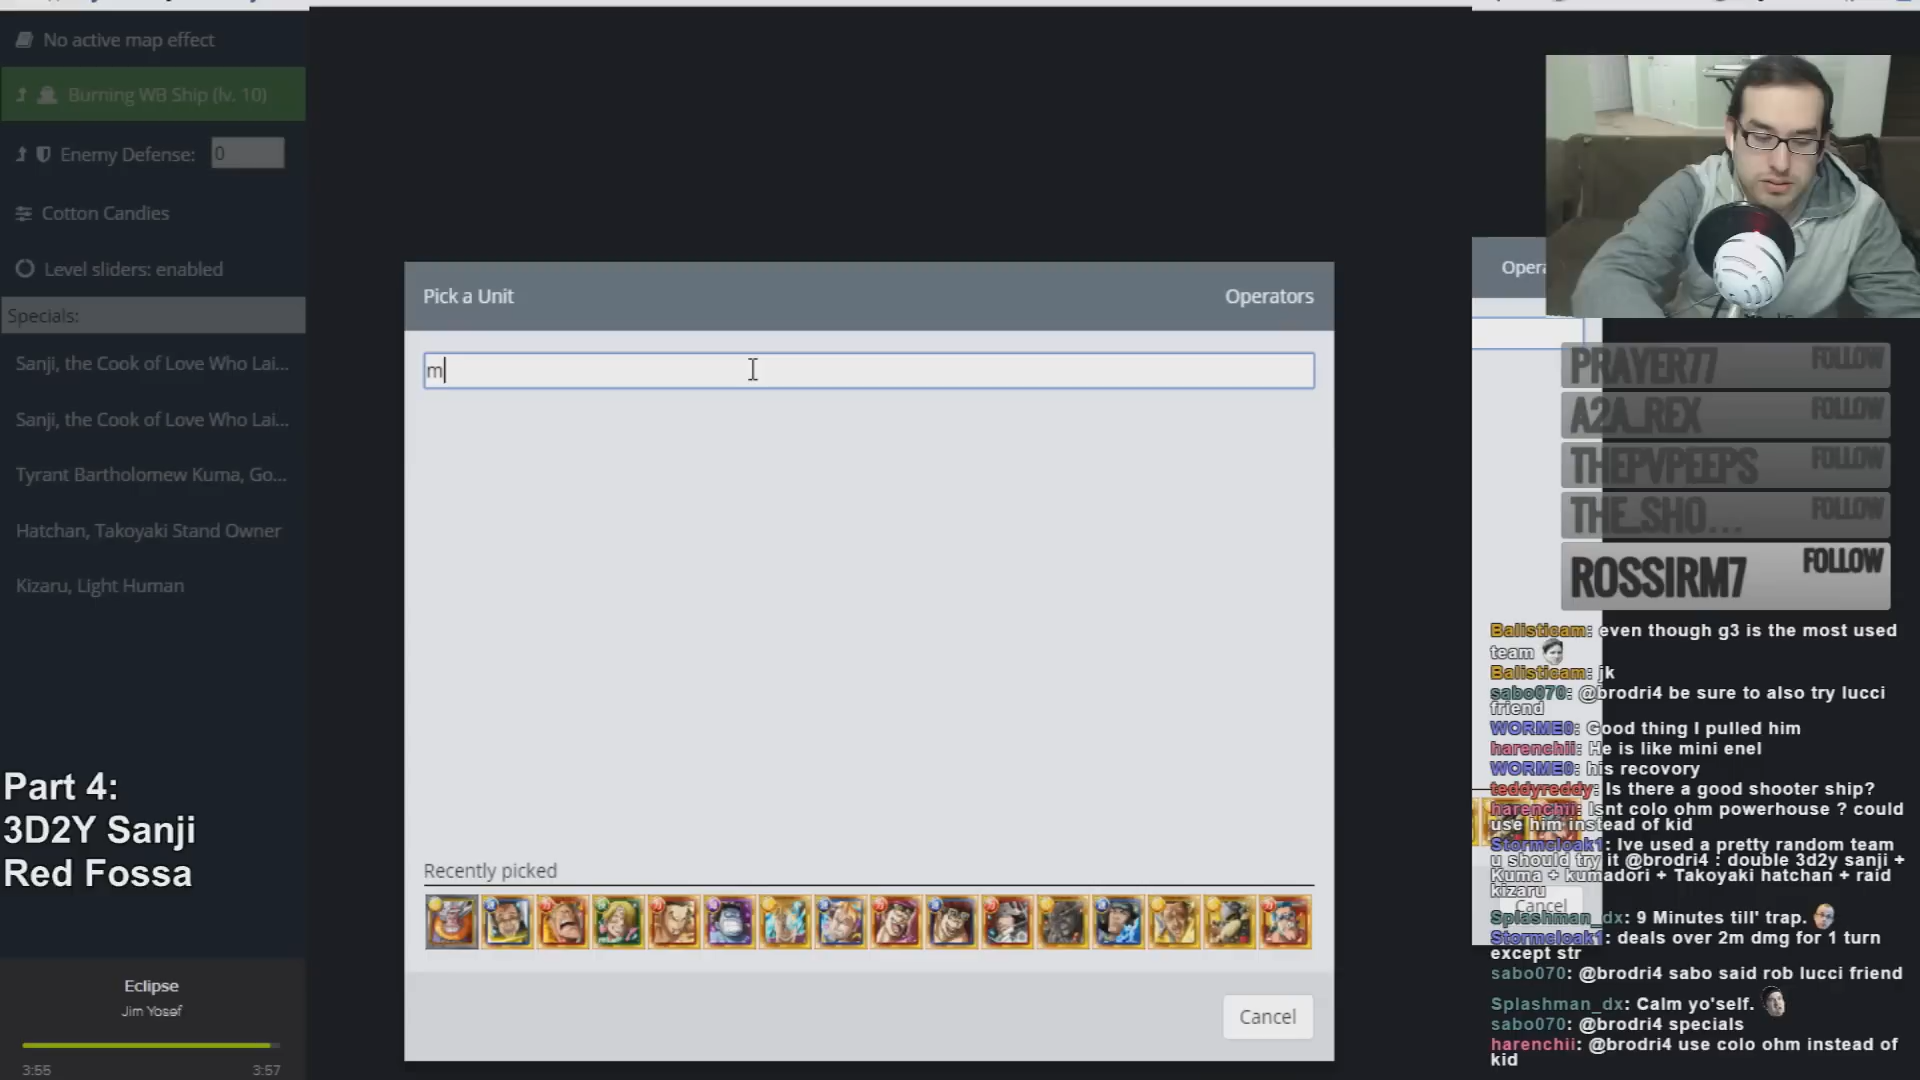 No active map effect
Burning WB Ship (lv. 10)
Enemy Defense: 0
Cotton Candies
Level sliders: enabled
Specials:
Sanji, the Cook of Love Who Lai...
Sanji, the Cook of Love Who Lai...
Tyrant Bartholomew Kuma, Go...
Hatchan, Takoyaki Stand Owner
Kizaru, Light Human
Part 4:
3D2Y Sanji
Red Fossa
Eclipse
Jim Yosef
3:55 3:57
Pick a Unit Operators
m
Recently picked
Cancel
Opera
PRAYER77 FOLLOW
A2A_REX FOLLOW
THEPVPEEPS FOLLOW
THE_SHO... FOLLOW
ROSSIRM7 FOLLOW
Balisticam: even though g3 is the most used
team
Balisticam: jk
sabo070: @brodri4 be sure to also try lucci
friend
WORME0: Good thing I pulled him
harenchii: He is like mini enel
WORME0: his recovory
teddyreddy: Is there a good shooter ship?
harenchii: Isnt colo ohm powerhouse ? could
use him instead of kid
Stormcloak1: Ive used a pretty random team
u should try it @brodri4 : double 3d2y sanji +
Kuma + kumadori + Takoyaki hatchan + raid
kizaru
Cancel
Splashman_dx: 9 Minutes till' trap.
Stormcloak1: deals over 2m dmg for 1 turn
except str
sabo070: @brodri4 sabo said rob lucci friend
Splashman_dx: Calm yo'self.
sabo070: @brodri4 specials
harenchii: @brodri4 use colo ohm instead of
kid